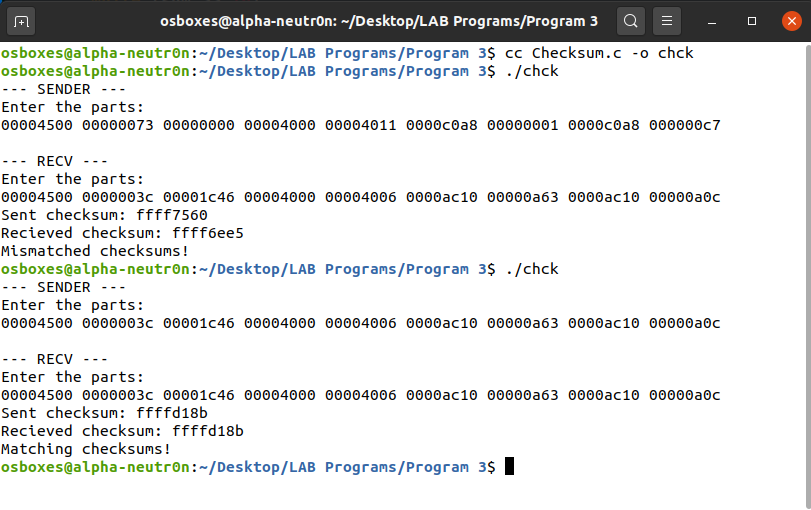 osboxes@alpha-neutr0n: ~/Desktop/LAB Programs/Program 3
osboxes@alpha-neutr0n:~/Desktop/LAB Programs/Program 3$ cc Checksum.c -o chck
osboxes@alpha-neutr0n:~/Desktop/LAB Programs/Program 3$ ./chck
--- SENDER ---
Enter the parts:
00004500 00000073 00000000 00004000 00004011 0000c0a8 00000001 0000c0a8 000000c7
--- RECV ---
Enter the parts:
00004500 0000003c 00001c46 00004000 00004006 0000ac10 00000a63 0000ac10 00000a0c
Sent checksum: ffff7560
Recieved checksum: ffff6ee5
Mismatched checksums!
osboxes@alpha-neutr0n:~/Desktop/LAB Programs/Program 3$ ./chck
--- SENDER ---
Enter the parts:
00004500 0000003c 00001c46 00004000 00004006 0000ac10 00000a63 0000ac10 00000a0c
--- RECV ---
Enter the parts:
00004500 0000003c 00001c46 00004000 00004006 0000ac10 00000a63 0000ac10 00000a0c
Sent checksum: ffffd18b
Recieved checksum: ffffd18b
Matching checksums!
osboxes@alpha-neutr0n:~/Desktop/LAB Programs/Program 3$